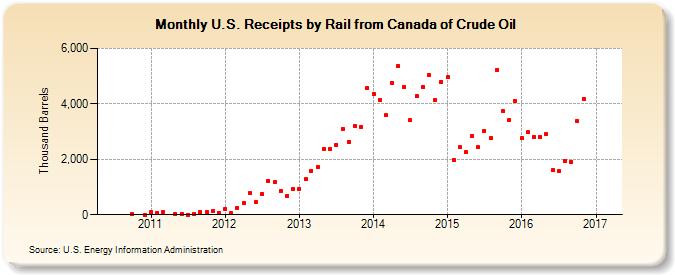 Monthly U.S. Receipts by Rail from Canada of Crude Oil
Thousand Barrels
6,000
4,000
2,000
0
2011 2012 2013 2014 2015 2016 2017
Source: U.S. Energy Information Administration